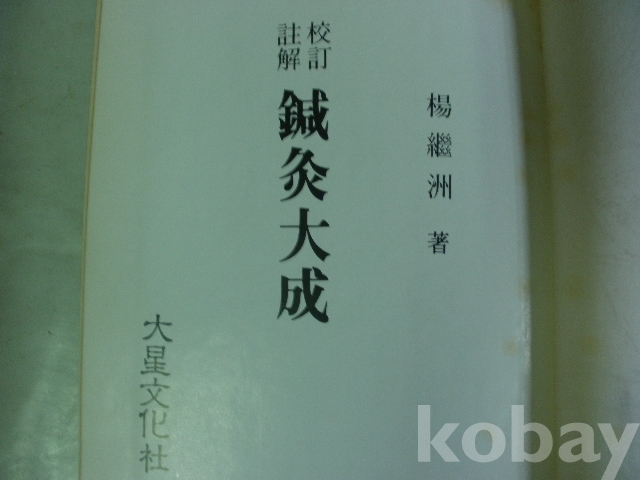 楊繼洲 著
校訂
註解
鍼灸大成
大星文化社
kobay